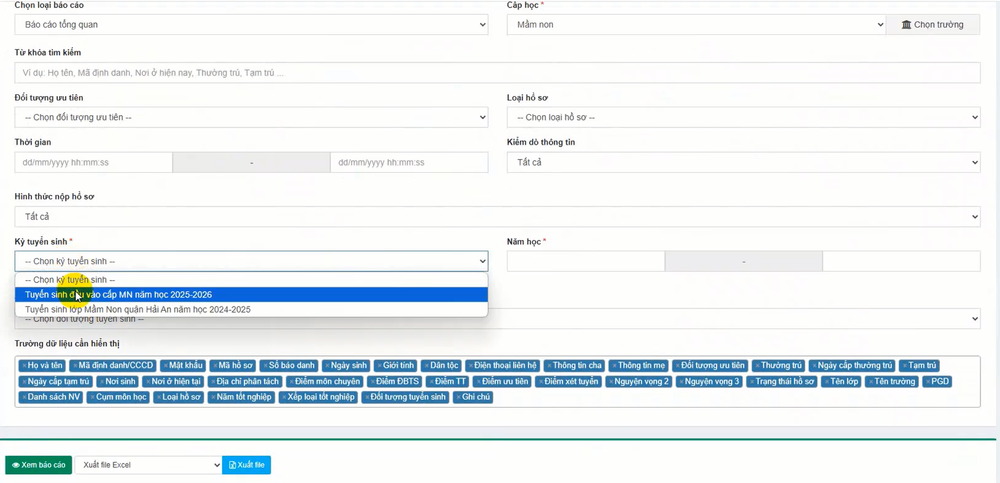 Chọn loại báo cáo
Cấp học *
Báo cáo tổng quan
Mầm non
Chọn trường
Từ khóa tìm kiếm
Ví dụ: Họ tên, Mã định danh, Nơi ở hiện nay, Thường trú, Tạm trú ...
Đối tượng ưu tiên
Loại hồ sơ
-- Chọn đối tượng ưu tiên --
-- Chọn loại hồ sơ --
Thời gian
Kiểm dò thông tin
dd/mm/yyyy hh:mm:ss - dd/mm/yyyy hh:mm:ss
Tất cả
Hình thức nộp hồ sơ
Tất cả
Kỳ tuyển sinh *
Năm học *
-- Chọn kỳ tuyển sinh --
-
-- Chọn kỳ tuyển sinh --
Tuyển sinh đầu vào cấp MN năm học 2025-2026
Tuyển sinh lớp Mầm Non quận Hải An năm học 2024-2025
-- Chọn đối tượng tuyển sinh --
Trường dữ liệu cần hiển thị
×Họ và tên ×Mã định danh/CCCD ×Mật khẩu ×Mã hồ sơ ×Số báo danh ×Ngày sinh ×Giới tính ×Dân tộc ×Điện thoại liên hệ ×Thông tin cha ×Thông tin mẹ ×Đối tượng ưu tiên ×Thường trú ×Ngày cấp thường trú ×Tạm trú
×Ngày cấp tạm trú ×Nơi sinh ×Nơi ở hiện tại ×Địa chỉ phân tách ×Điểm môn chuyên ×Điểm ĐBTS ×Điểm TT ×Điểm ưu tiên ×Điểm xét tuyển ×Nguyện vọng 2 ×Nguyện vọng 3 ×Trạng thái hồ sơ ×Tên lớp ×Tên trường ×PGD
×Danh sách NV ×Cụm môn học ×Loại hồ sơ ×Năm tốt nghiệp ×Xếp loại tốt nghiệp ×Đối tượng tuyển sinh ×Ghi chú
Xem báo cáo
Xuất file Excel
Xuất file